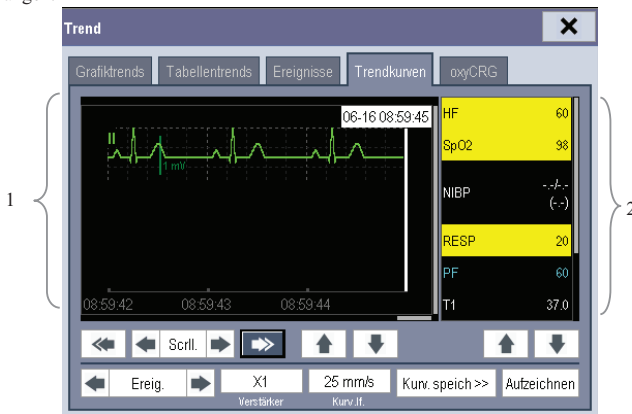 Trend
Grafiktrends Tabellentrends Ereignisse Trendkurven oxyCRG
06-16 08:59:45
II
1 mV
08:59:42 08:59:43 08:59:44
HF 60
SpO2 98
NIBP -.-/-.-
(-.-)
RESP 20
PF 60
T1 37.0
1
2
Scrll.
Ereig. X1 25 mm/s Kurv. speich >> Aufzeichnen
Verstärker Kurv.lf.